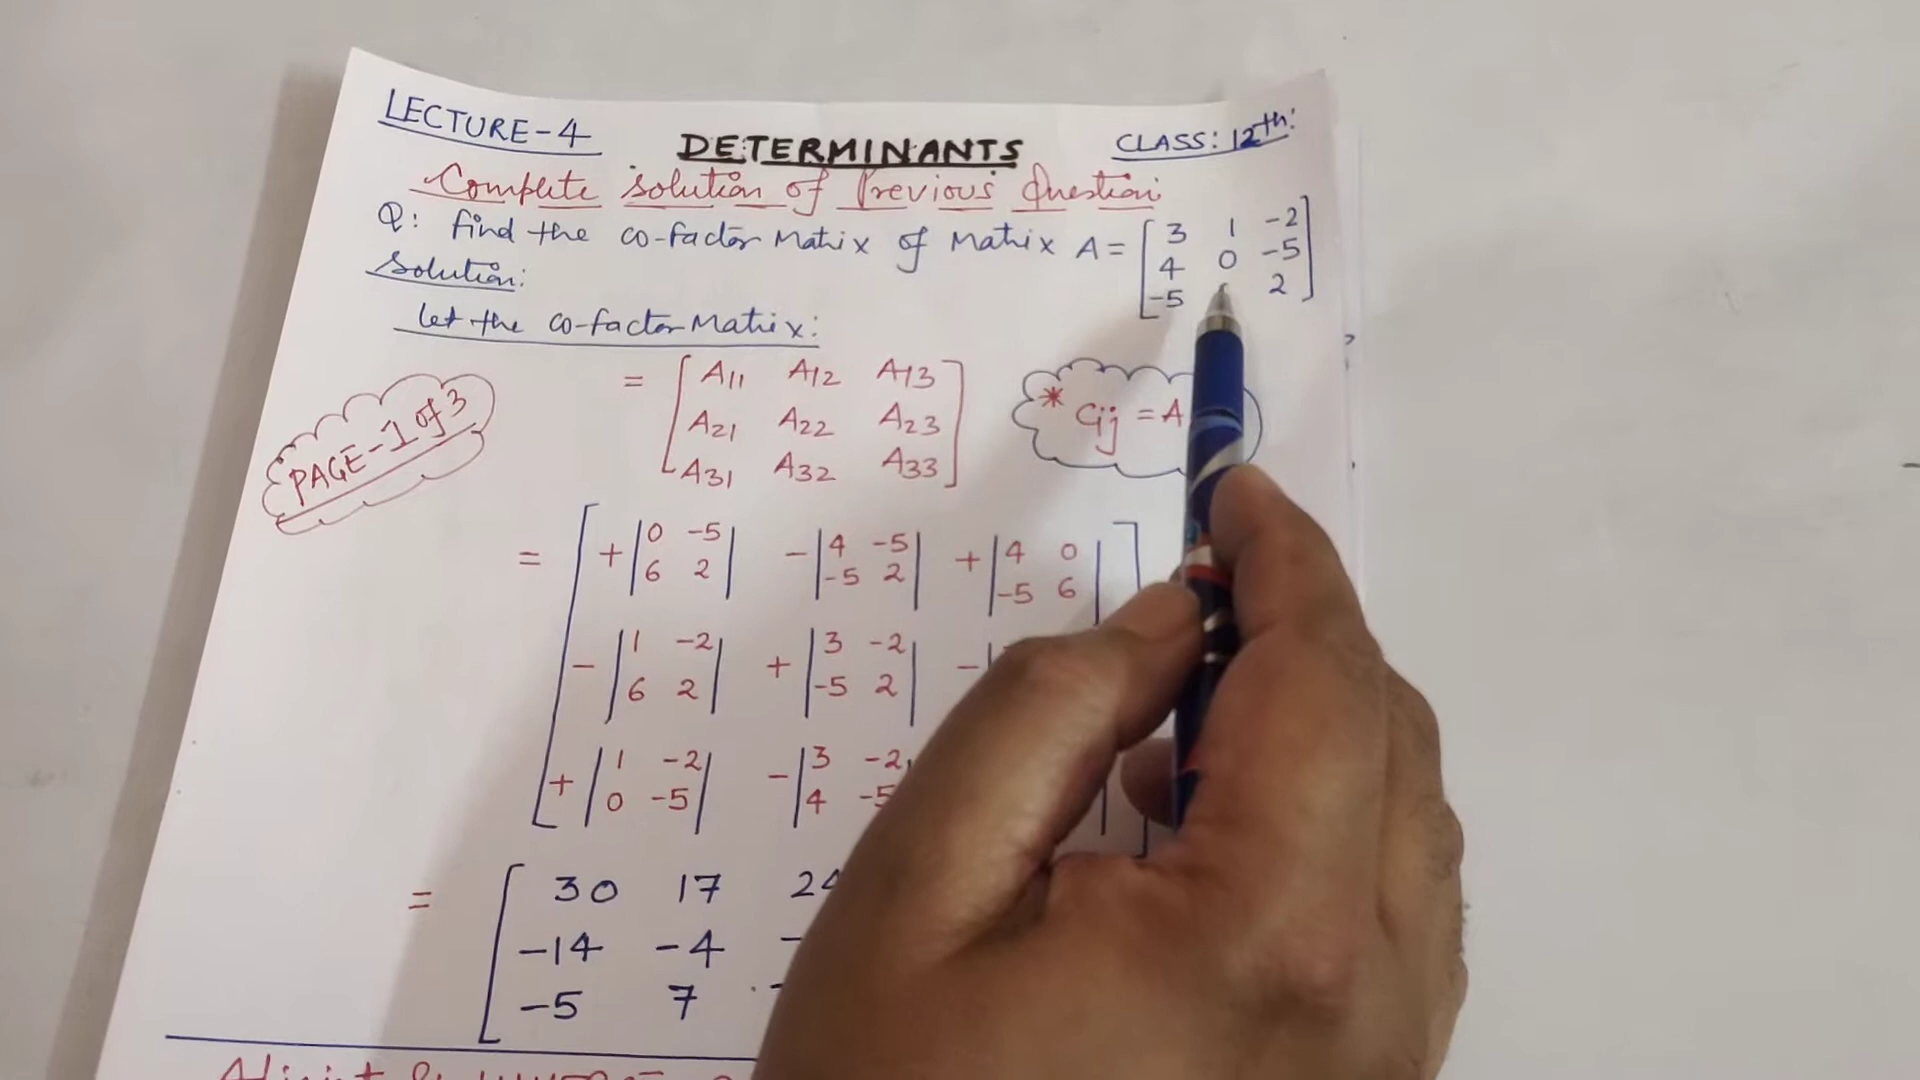 LECTURE-4 DETERMINANTS CLASS: 12th:
Complete Solution of Previous Question
Q: find the co-factor Matrix of Matrix A = [3 1 -2
4 0 -5
-5 2]
Solution:
Let the co-factor Matrix:
= [A11 A12 A13
A21 A22 A23
A31 A32 A33]
* Cij = A
PAGE-1 of 3
= [+|0 -5 -|4 -5 +|4 0
6 2| -5 2| -5 6|]
-|1 -2 +|3 -2 -|
6 2| -5 2|
+|1 -2 -|3 -2
0 -5| 4 -5
= [30 17 24
-14 -4 -
-5 7 -